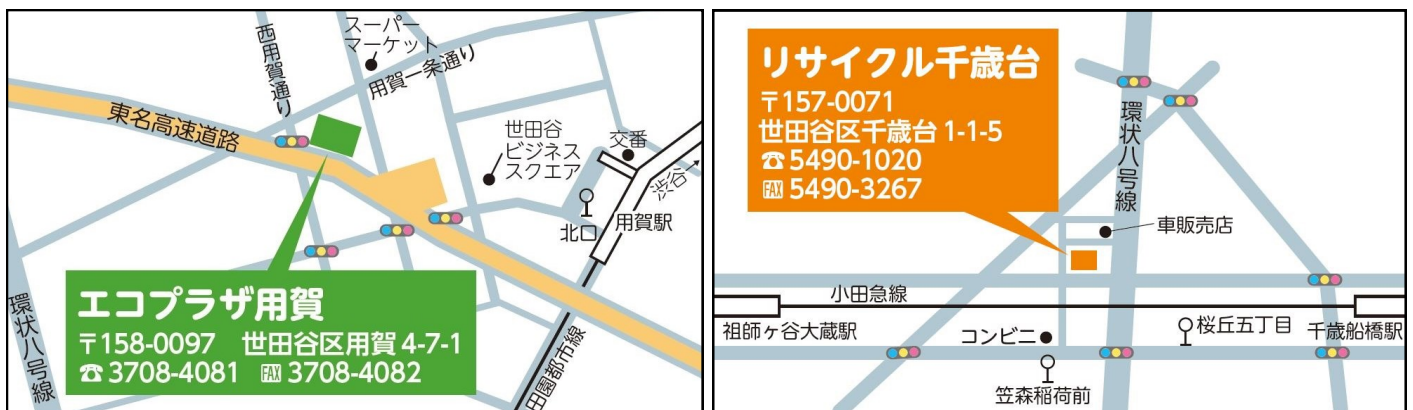 スーパー
マーケット
西用賀通り
用賀一条通り
東名高速道路
世田谷
ビジネス
スクエア
交番
渋谷
北口
用賀駅
環状八号線
田園都市線
エコプラザ用賀
〒158-0097 世田谷区用賀 4-7-1
☎ 3708-4081 FAX 3708-4082
リサイクル千歳台
〒157-0071
世田谷区千歳台 1-1-5
☎ 5490-1020
FAX 5490-3267
環状八号線
車販売店
小田急線
祖師ヶ谷大蔵駅
コンビニ
桜丘五丁目
千歳船橋駅
笠森稲荷前